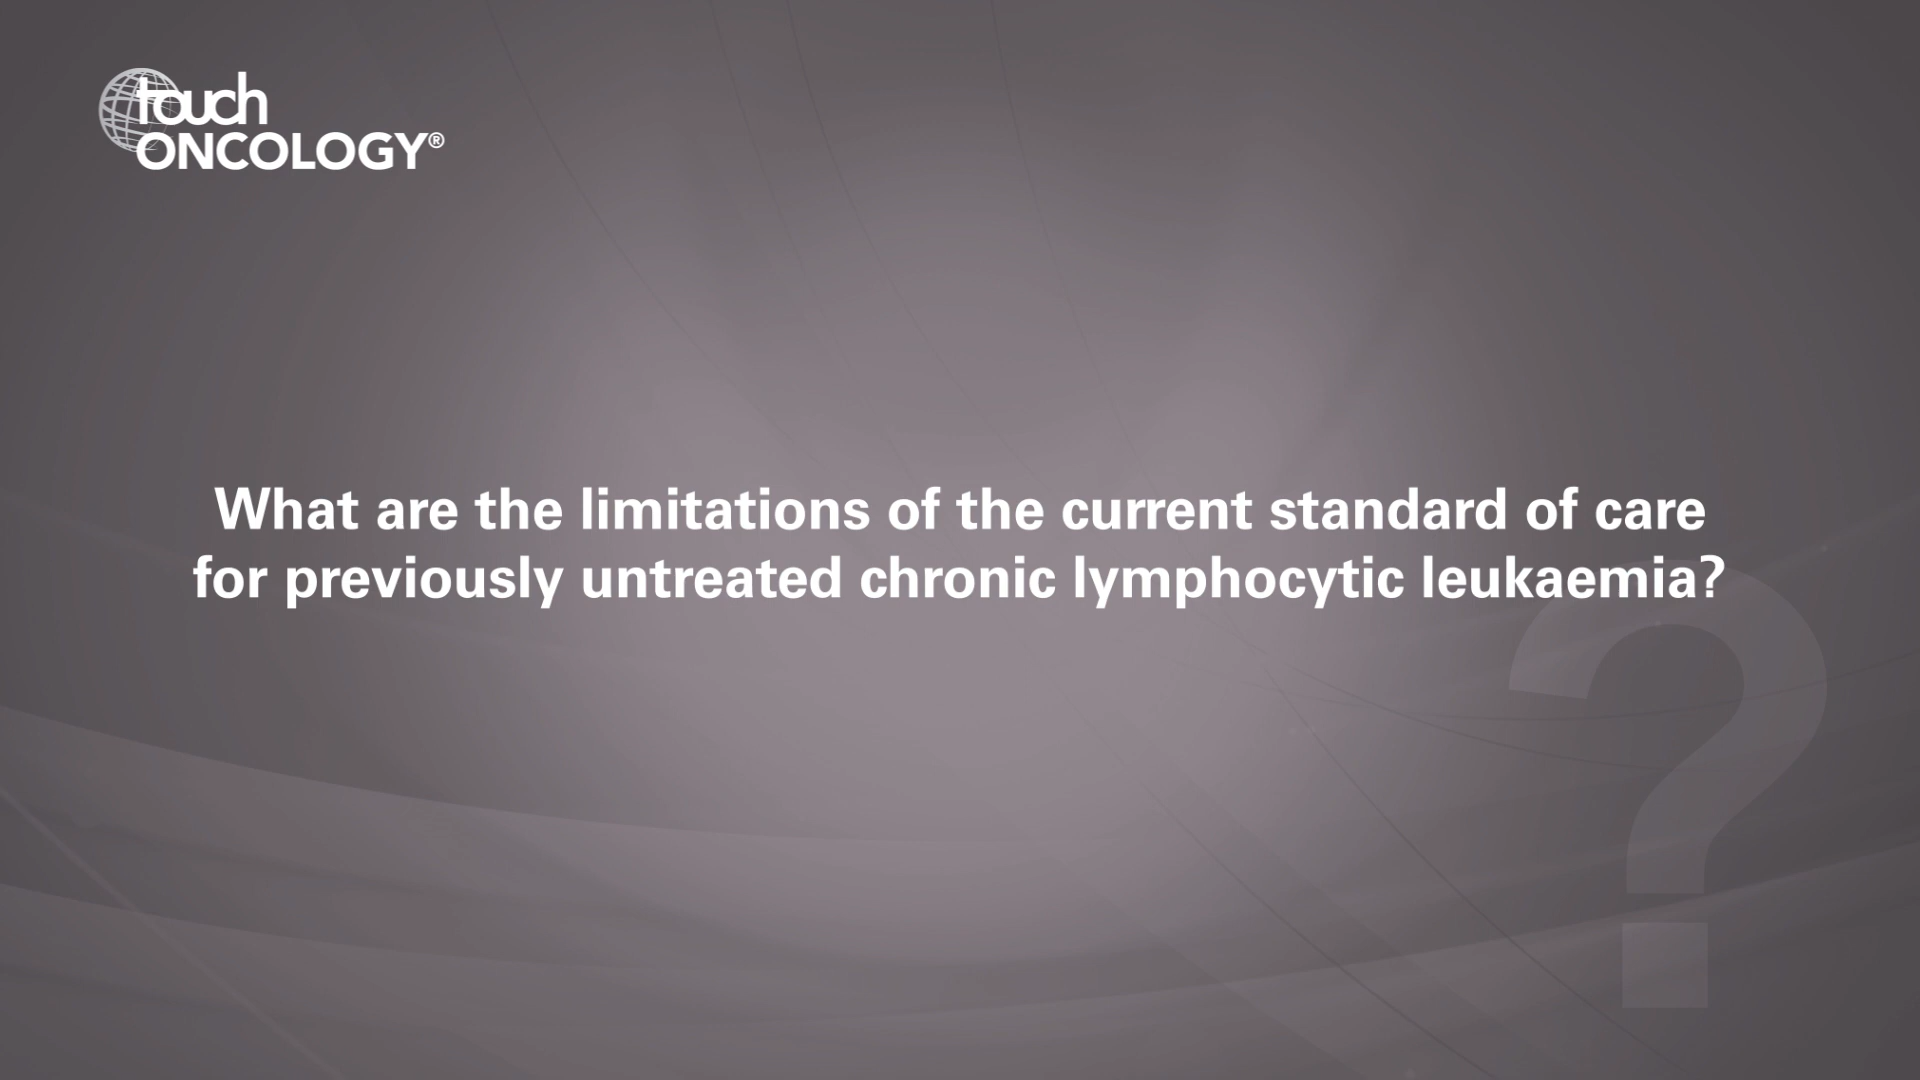 touch
ONCOLOGY®
What are the limitations of the current standard of care
for previously untreated chronic lymphocytic leukaemia?
?